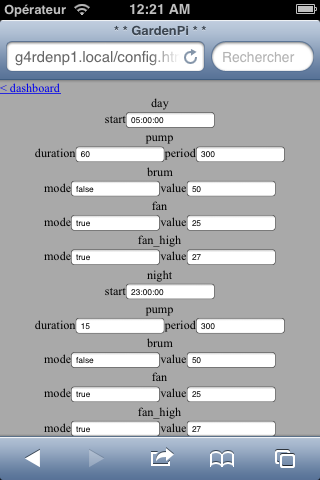 Opérateur 12:21 AM
* * GardenPi * *
g4rdenp1.local/config.htm Rechercher
< dashboard
day
start 05:00:00
pump
duration 60 period 300
brum
mode false value 50
fan
mode true value 25
fan_high
mode true value 27
night
start 23:00:00
pump
duration 15 period 300
brum
mode false value 50
fan
mode true value 25
fan_high
mode true value 27